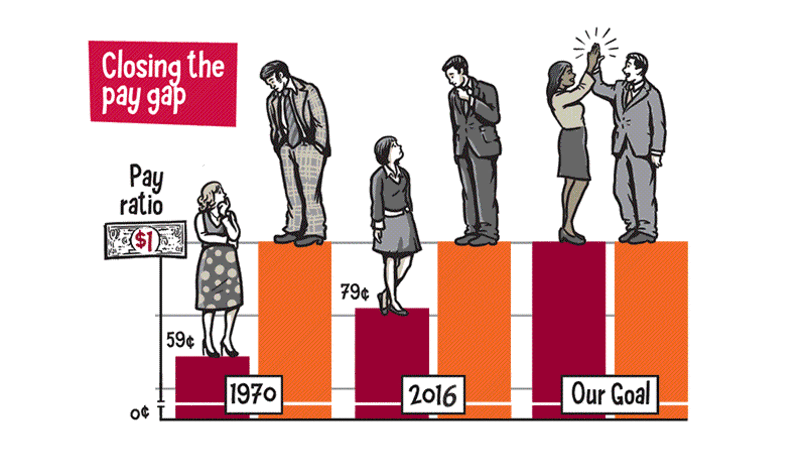 Closing the
pay gap
Pay
ratio
$1
59¢
79¢
0¢
1970
2016
Our Goal